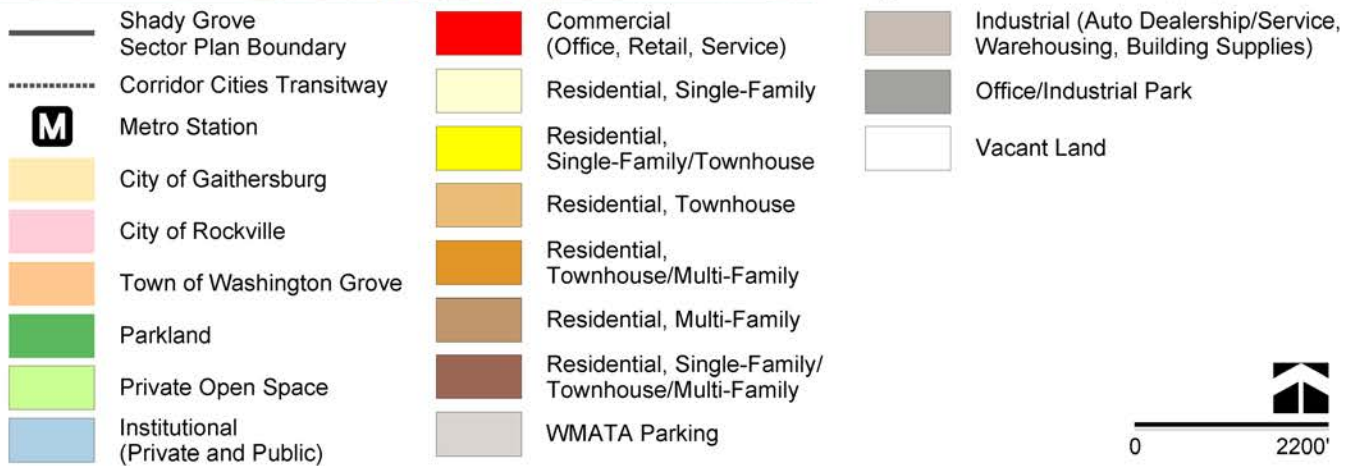 Shady Grove
Sector Plan Boundary
Corridor Cities Transitway
M
Metro Station
City of Gaithersburg
City of Rockville
Town of Washington Grove
Parkland
Private Open Space
Institutional
(Private and Public)
Commercial
(Office, Retail, Service)
Residential, Single-Family
Residential,
Single-Family/Townhouse
Residential, Townhouse
Residential,
Townhouse/Multi-Family
Residential, Multi-Family
Residential, Single-Family/
Townhouse/Multi-Family
WMATA Parking
Industrial (Auto Dealership/Service,
Warehousing, Building Supplies)
Office/Industrial Park
Vacant Land
0 2200'